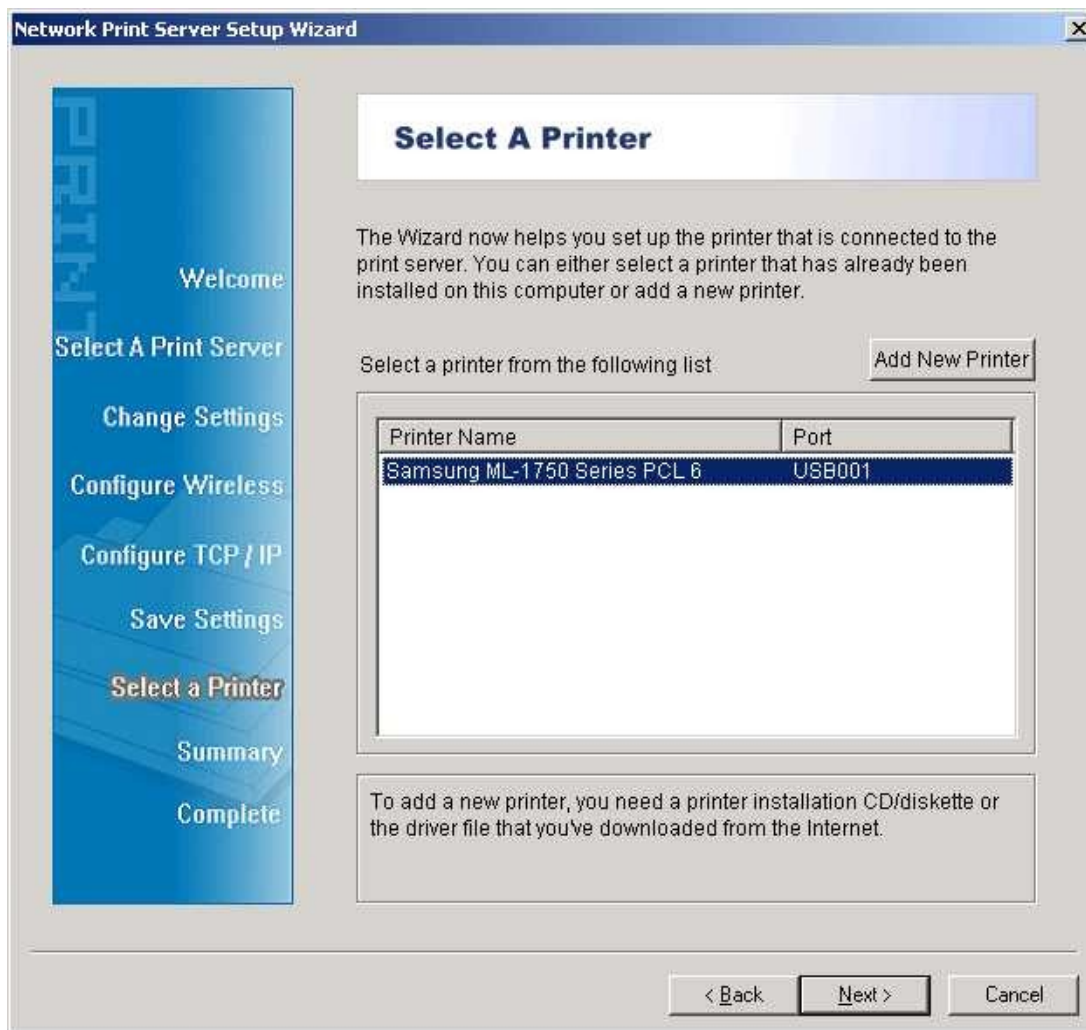 Network Print Server Setup Wizard
PRINT
Welcome
Select A Print Server
Change Settings
Configure Wireless
Configure TCP / IP
Save Settings
Select a Printer
Summary
Complete
Select A Printer
The Wizard now helps you set up the printer that is connected to the
print server. You can either select a printer that has already been
installed on this computer or add a new printer.
Select a printer from the following list
Add New Printer
Printer Name Port
Samsung ML-1750 Series PCL 6 USB001
To add a new printer, you need a printer installation CD/diskette or
the driver file that you've downloaded from the Internet.
< Back Next > Cancel